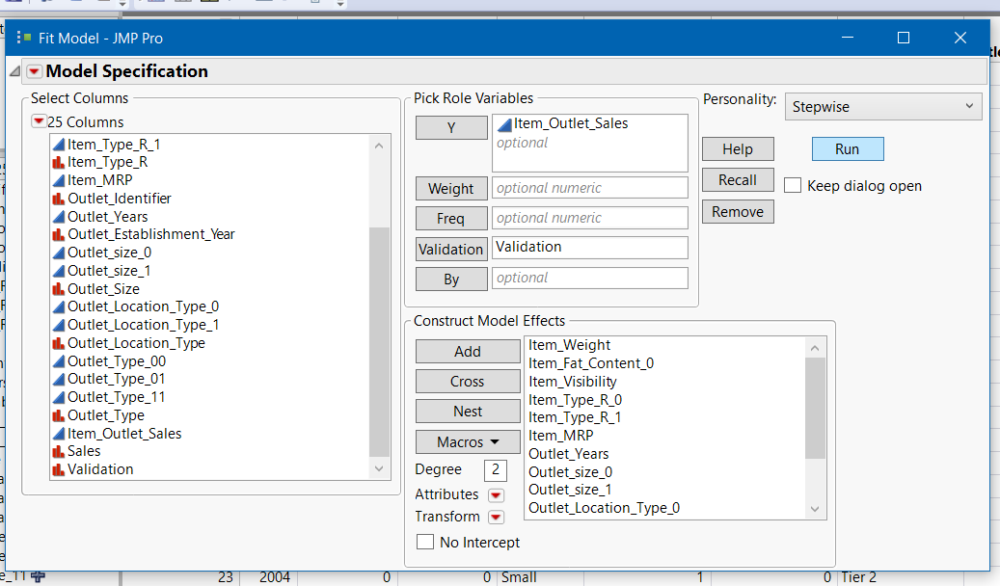 Fit Model - JMP Pro
Model Specification
Select Columns
25 Columns
Item_Type_R_1
Item_Type_R
Item_MRP
Outlet_Identifier
Outlet_Years
Outlet_Establishment_Year
Outlet_size_0
Outlet_size_1
Outlet_Size
Outlet_Location_Type_0
Outlet_Location_Type_1
Outlet_Location_Type
Outlet_Type_00
Outlet_Type_01
Outlet_Type_11
Outlet_Type
Item_Outlet_Sales
Sales
Validation
Pick Role Variables
Y
Item_Outlet_Sales
optional
Weight
optional numeric
Freq
optional numeric
Validation
Validation
By
optional
Personality:
Stepwise
Help
Run
Recall
Keep dialog open
Remove
Construct Model Effects
Add
Cross
Nest
Macros
Degree
2
Attributes
Transform
No Intercept
Item_Weight
Item_Fat_Content_0
Item_Visibility
Item_Type_R_0
Item_Type_R_1
Item_MRP
Outlet_Years
Outlet_size_0
Outlet_size_1
Outlet_Location_Type_0
e_11 23 2004 0 0 Small 1 0 Tier 2